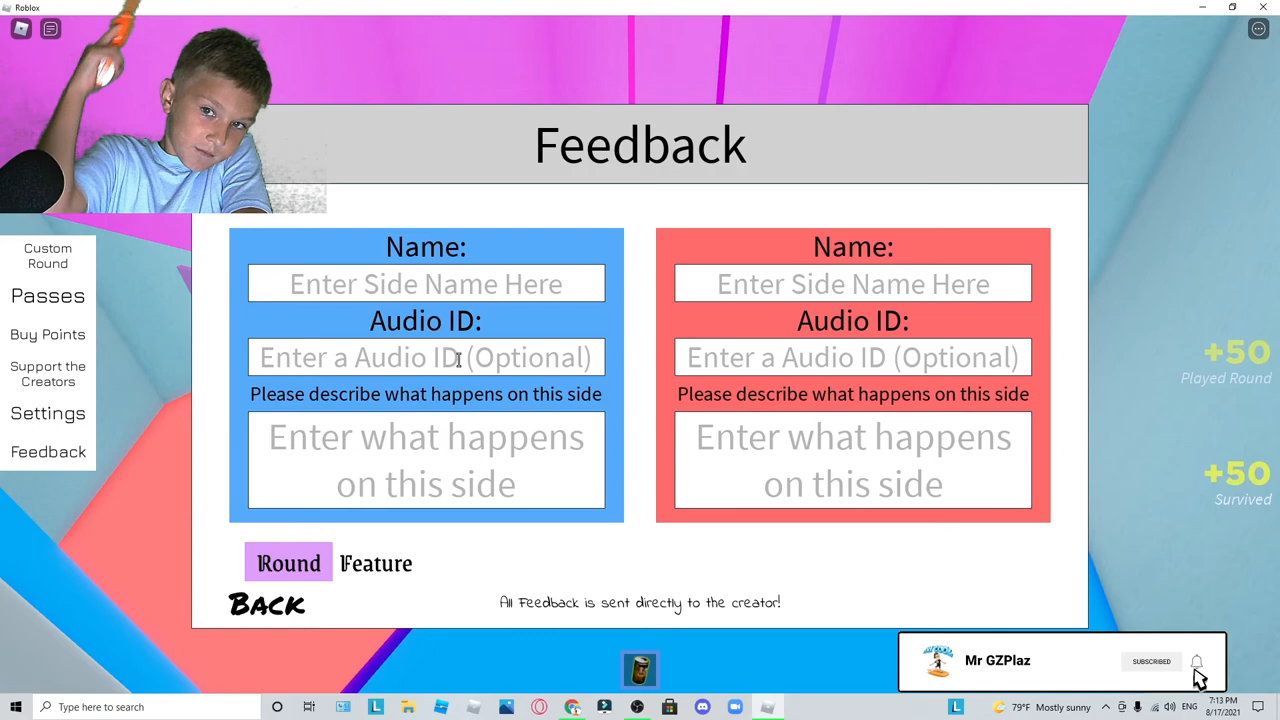 Roblox
Feedback
Custom
Round
Passes
Buy Points
Support the
Creators
Settings
Feedback
Name:
Enter Side Name Here
Audio ID:
Enter a Audio ID (Optional)
Please describe what happens on this side
Enter what happens
on this side
Name:
Enter Side Name Here
Audio ID:
Enter a Audio ID (Optional)
Please describe what happens on this side
Enter what happens
on this side
+50
Played Round
+50
Survived
Round Feature
Back
All Feedback is sent directly to the creator!
Mr GZPlaz
SUBSCRIBED
Type here to search
79°F Mostly sunny
ENG
7:13 PM
8/17/2021